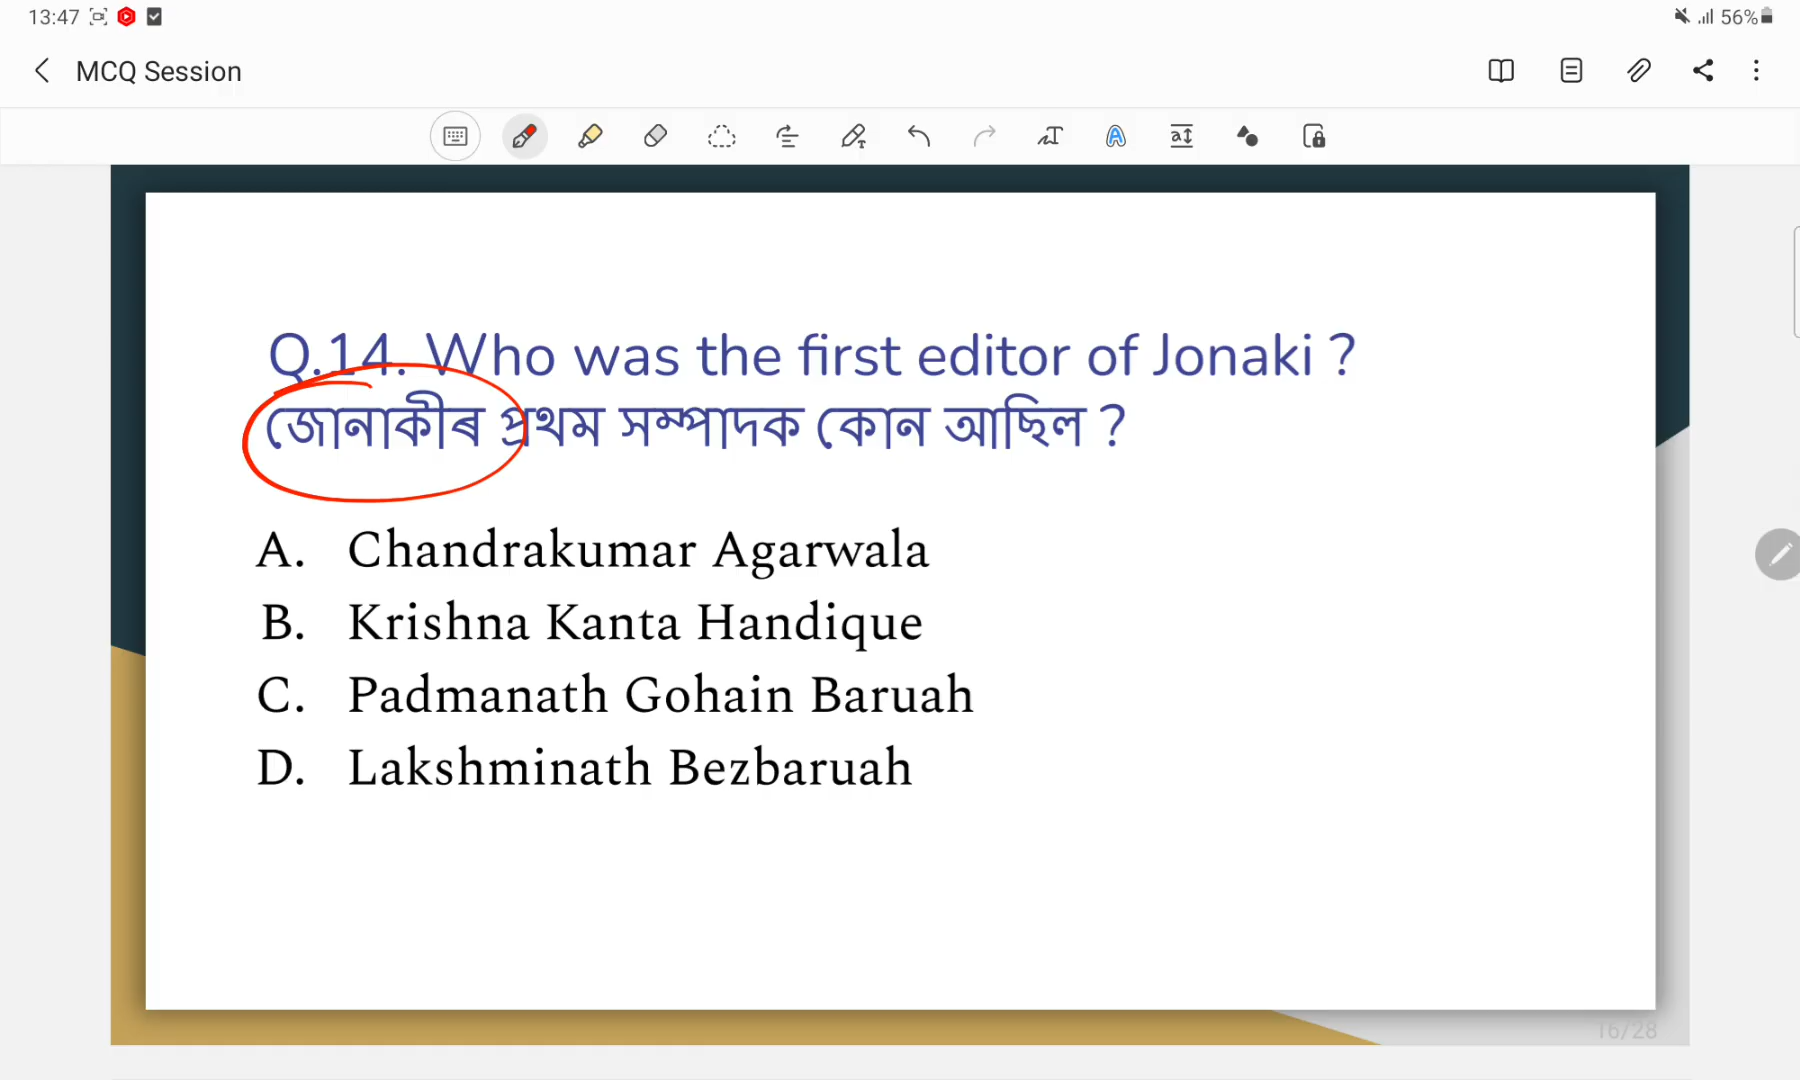 13:47
56%
MCQ Session
Q.14. Who was the first editor of Jonaki ?
জোনাকীৰ প্ৰথম সম্পাদক কোন আছিল ?
A. Chandrakumar Agarwala
B. Krishna Kanta Handique
C. Padmanath Gohain Baruah
D. Lakshminath Bezbaruah
16/28